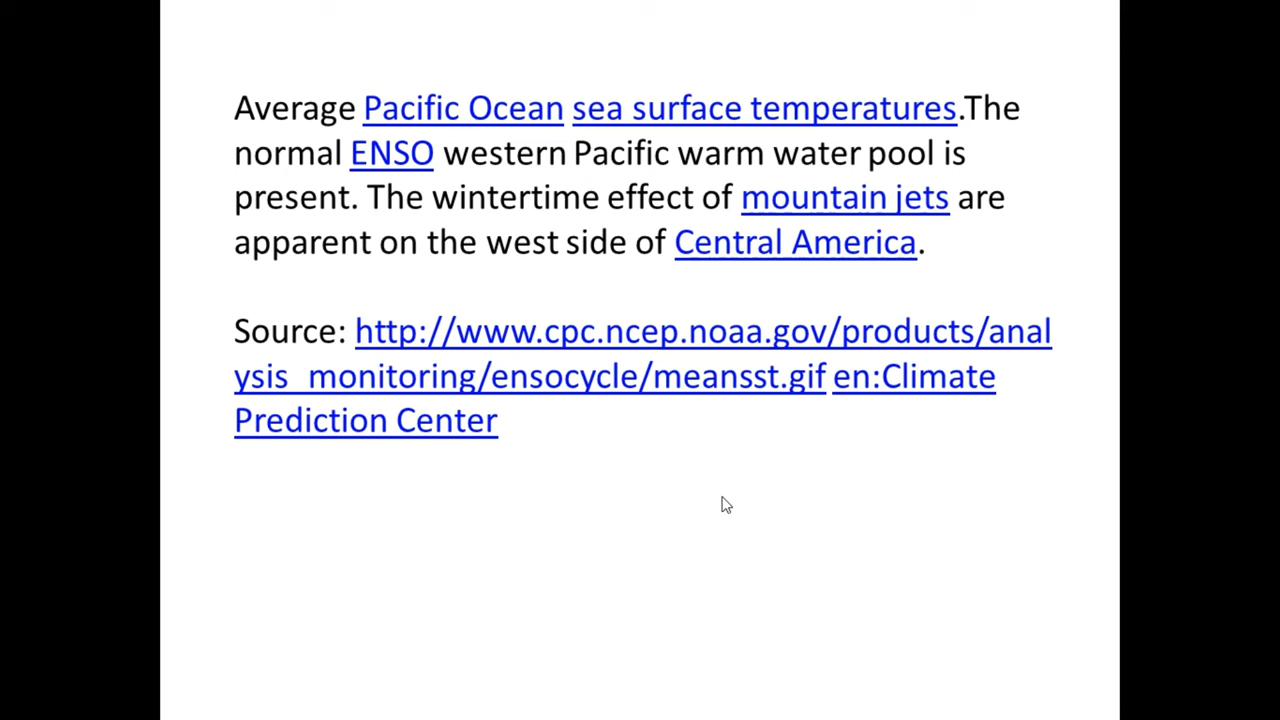 Average Pacific Ocean sea surface temperatures.The
normal ENSO western Pacific warm water pool is
present. The wintertime effect of mountain jets are
apparent on the west side of Central America.
Source: http://www.cpc.ncep.noaa.gov/products/anal
ysis_monitoring/ensocycle/meansst.gif en:Climate
Prediction Center